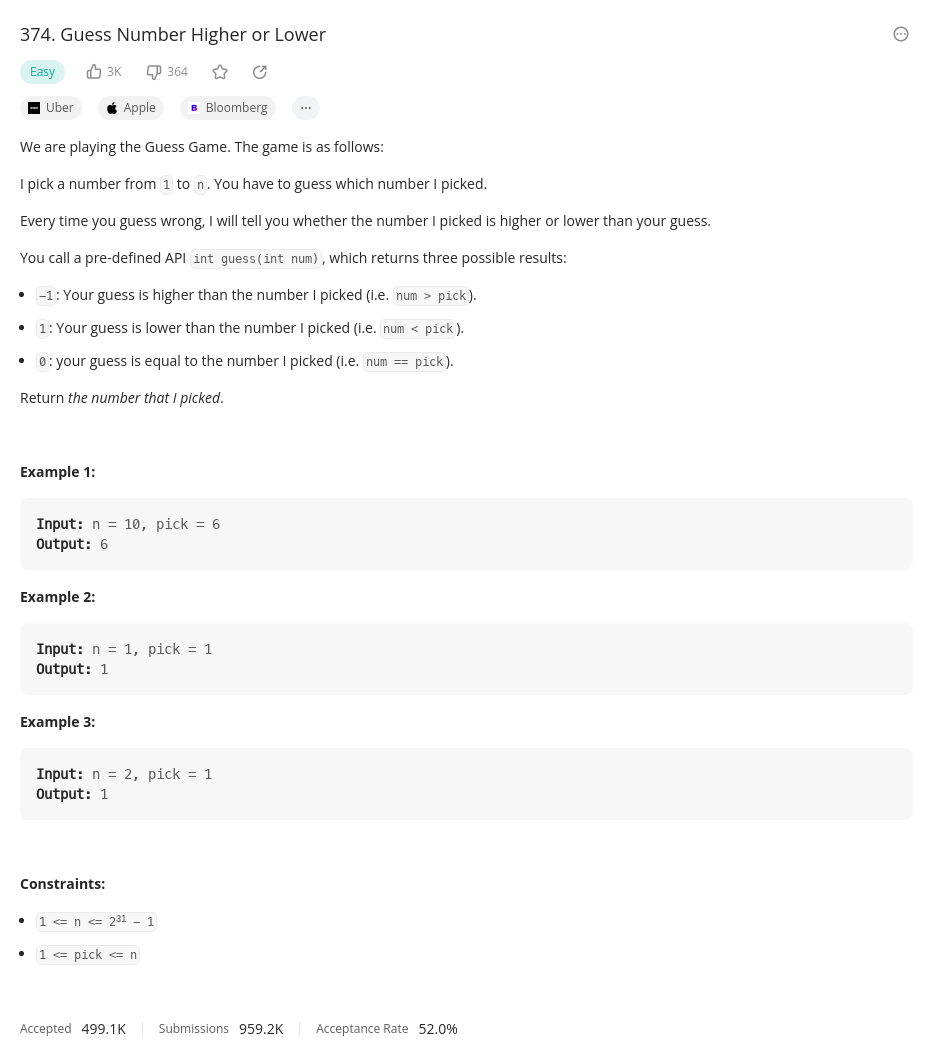 374. Guess Number Higher or Lower
Easy 3K 364
Uber Apple B Bloomberg ...
We are playing the Guess Game. The game is as follows:
I pick a number from 1 to n. You have to guess which number I picked.
Every time you guess wrong, I will tell you whether the number I picked is higher or lower than your guess.
You call a pre-defined API int guess(int num), which returns three possible results:
• -1: Your guess is higher than the number I picked (i.e. num > pick).
• 1: Your guess is lower than the number I picked (i.e. num < pick).
• 0: your guess is equal to the number I picked (i.e. num == pick).
Return the number that I picked.
Example 1:
Input: n = 10, pick = 6
Output: 6
Example 2:
Input: n = 1, pick = 1
Output: 1
Example 3:
Input: n = 2, pick = 1
Output: 1
Constraints:
• 1 <= n <= 2³¹ - 1
• 1 <= pick <= n
Accepted 499.1K Submissions 959.2K Acceptance Rate 52.0%